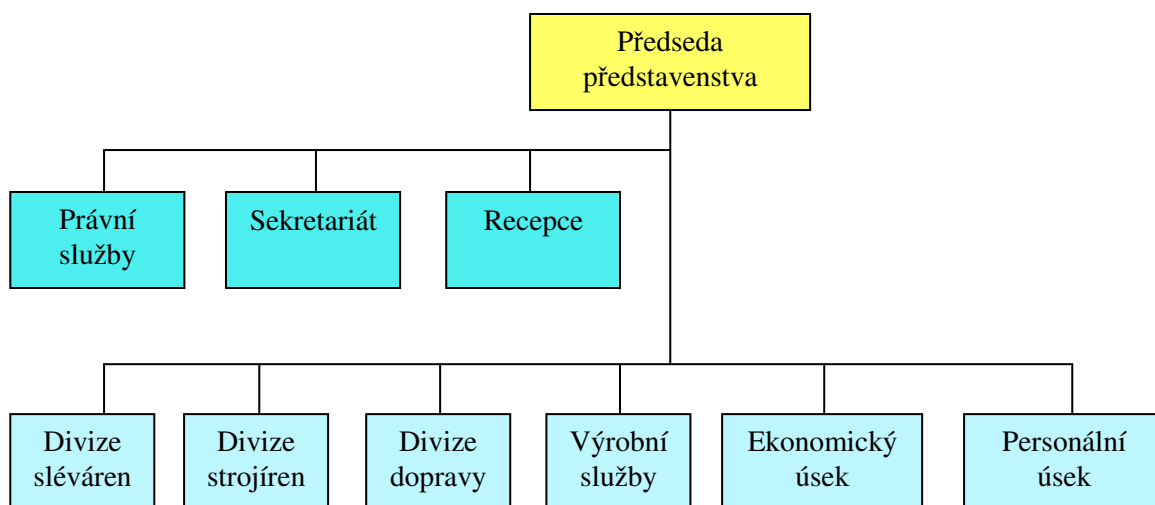 Předseda
představenstva
Právní
služby
Sekretariát
Recepce
Divize
sléváren
Divize
strojíren
Divize
dopravy
Výrobní
služby
Ekonomický
úsek
Personální
úsek